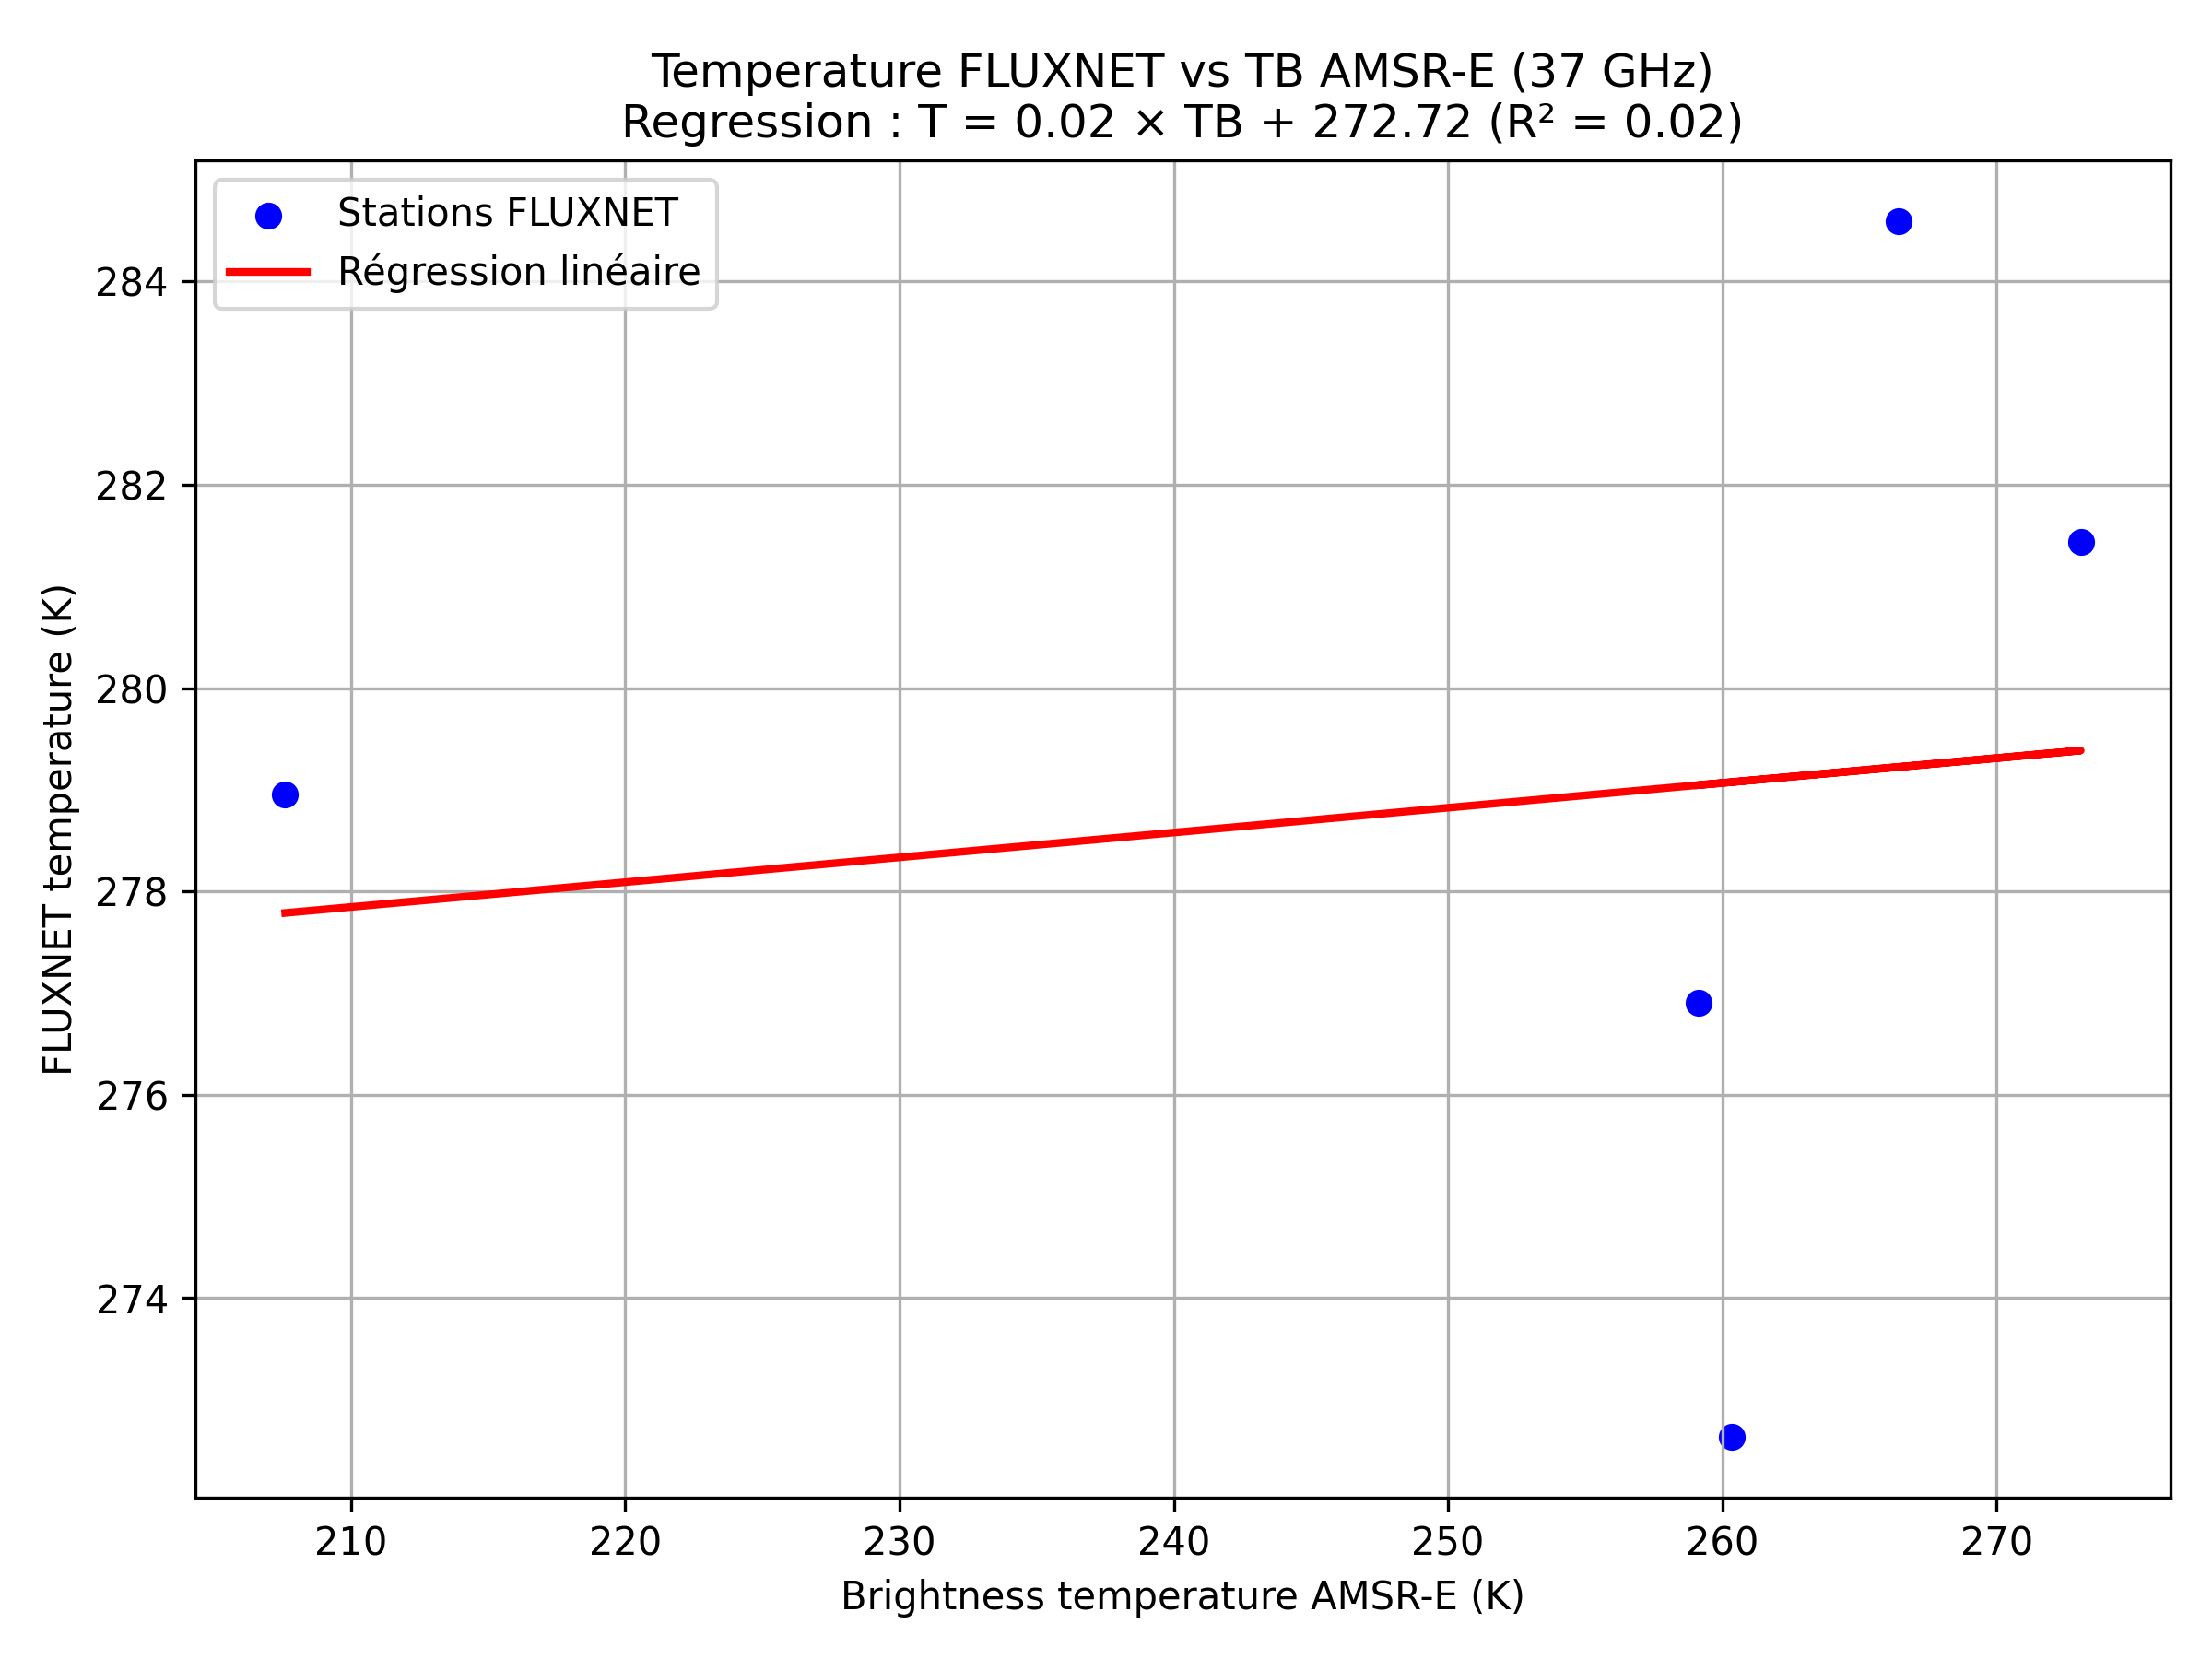 Temperature FLUXNET vs TB AMSR-E (37 GHz)
Regression : T = 0.02 × TB + 272.72 (R² = 0.02)
Stations FLUXNET
Régression linéaire
FLUXNET temperature (K)
284
282
280
278
276
274
210 220 230 240 250 260 270
Brightness temperature AMSR-E (K)